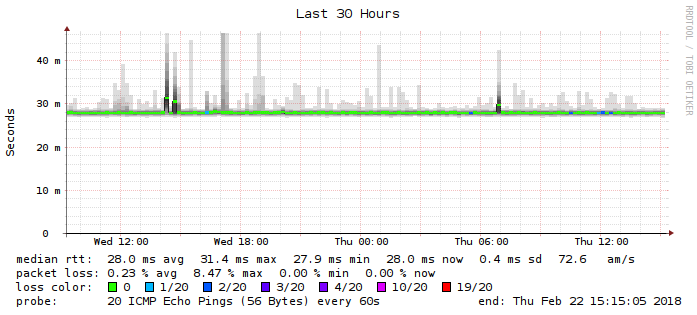 Last 30 Hours
RRDTOOL / TOBI OETIKER
Seconds
40 m
30 m
20 m
10 m
0
Wed 12:00 Wed 18:00 Thu 00:00 Thu 06:00 Thu 12:00
median rtt: 28.0 ms avg 31.4 ms max 27.9 ms min 28.0 ms now 0.4 ms sd 72.6 am/s
packet loss: 0.23 % avg 8.47 % max 0.00 % min 0.00 % now
loss color: 0 1/20 2/20 3/20 4/20 10/20 19/20
probe: 20 ICMP Echo Pings (56 Bytes) every 60s end: Thu Feb 22 15:15:05 2018